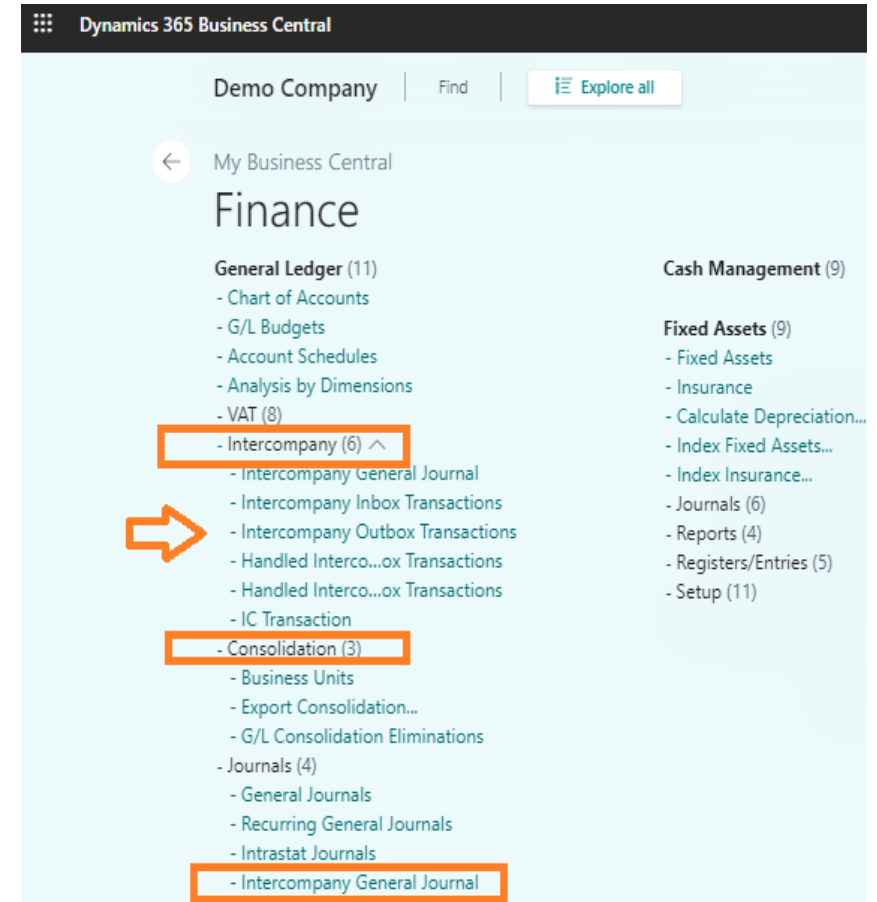 Dynamics 365 Business Central
Demo Company Find Explore all
My Business Central
Finance
General Ledger (11)
- Chart of Accounts
- G/L Budgets
- Account Schedules
- Analysis by Dimensions
- VAT (8)
- Intercompany (6)
- Intercompany General Journal
- Intercompany Inbox Transactions
- Intercompany Outbox Transactions
- Handled Interco...ox Transactions
- Handled Interco...ox Transactions
- IC Transaction
- Consolidation (3)
- Business Units
- Export Consolidation...
- G/L Consolidation Eliminations
- Journals (4)
- General Journals
- Recurring General Journals
- Intrastat Journals
- Intercompany General Journal
Cash Management (9)
Fixed Assets (9)
- Fixed Assets
- Insurance
- Calculate Depreciation...
- Index Fixed Assets...
- Index Insurance...
- Journals (6)
- Reports (4)
- Registers/Entries (5)
- Setup (11)